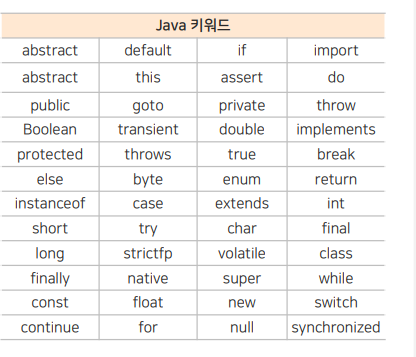 Java 키워드
abstract default if import
abstract this assert do
public goto private throw
Boolean transient double implements
protected throws true break
else byte enum return
instanceof case extends int
short try char final
long strictfp volatile class
finally native super while
const float new switch
continue for null synchronized